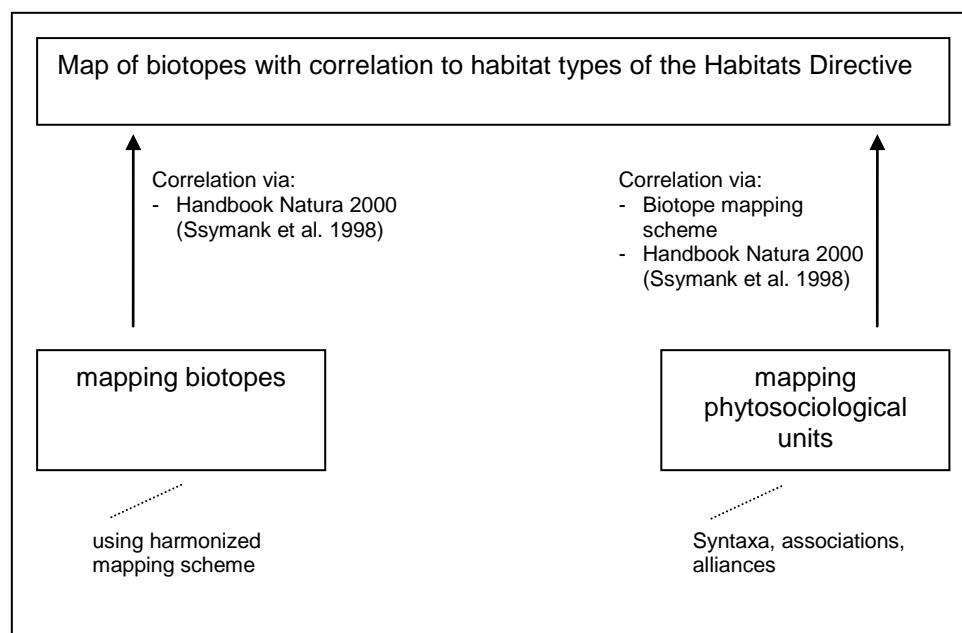 Map of biotopes with correlation to habitat types of the Habitats Directive
Correlation via:
- Handbook Natura 2000
(Ssymank et al. 1998)
Correlation via:
- Biotope mapping
scheme
- Handbook Natura 2000
(Ssymank et al. 1998)
mapping biotopes
mapping
phytosociological
units
using harmonized
mapping scheme
Syntaxa, associations,
alliances